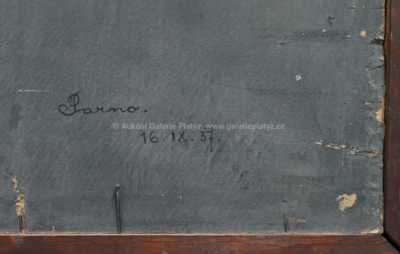 Parno.
© Aukční Galerie Platýz, www.galerieplatyz.cz
16.IX.37.